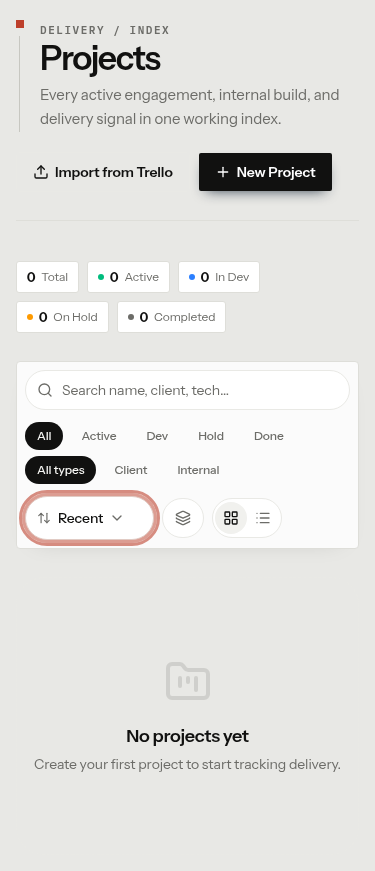 DELIVERY / INDEX
Projects
Every active engagement, internal build, and
delivery signal in one working index.
Import from Trello
New Project
0 Total
0 Active
0 In Dev
0 On Hold
0 Completed
Search name, client, tech...
All Active Dev Hold Done
All types Client Internal
Recent
No projects yet
Create your first project to start tracking delivery.